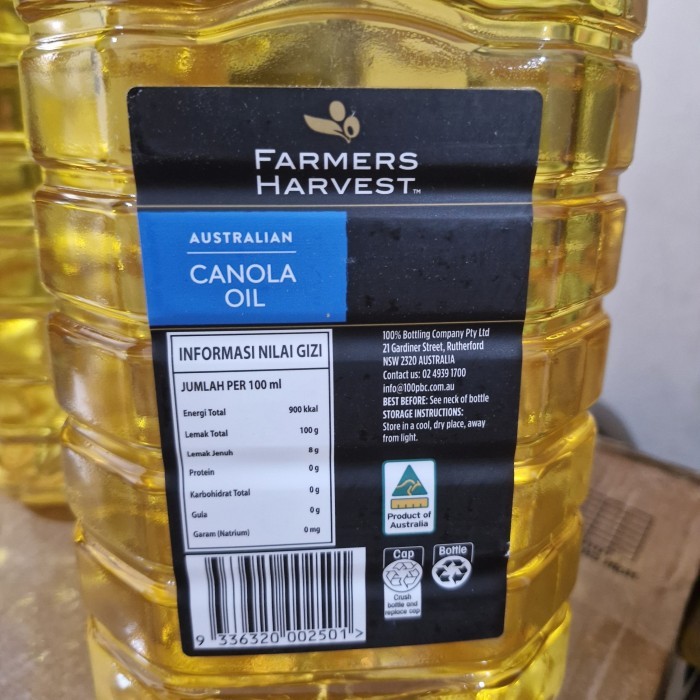 FARMERS
HARVEST™
AUSTRALIAN
CANOLA
OIL
INFORMASI NILAI GIZI
JUMLAH PER 100 ml
Energi Total 900 kkal
Lemak Total 100 g
Lemak Jenuh 8 g
Protein 0 g
Karbohidrat Total 0 g
Gula 0 g
Garam (Natrium) 0 mg
9 336320 002501 >
100% Bottling Company Pty Ltd
21 Gardiner Street, Rutherford
NSW 2320 AUSTRALIA
Contact us: 02 4939 1700
info@100pbc.com.au
BEST BEFORE: See neck of bottle
STORAGE INSTRUCTIONS:
Store in a cool, dry place, away
from light.
Product of
Australia
Cap
Crush
bottle and
replace cap
Bottle